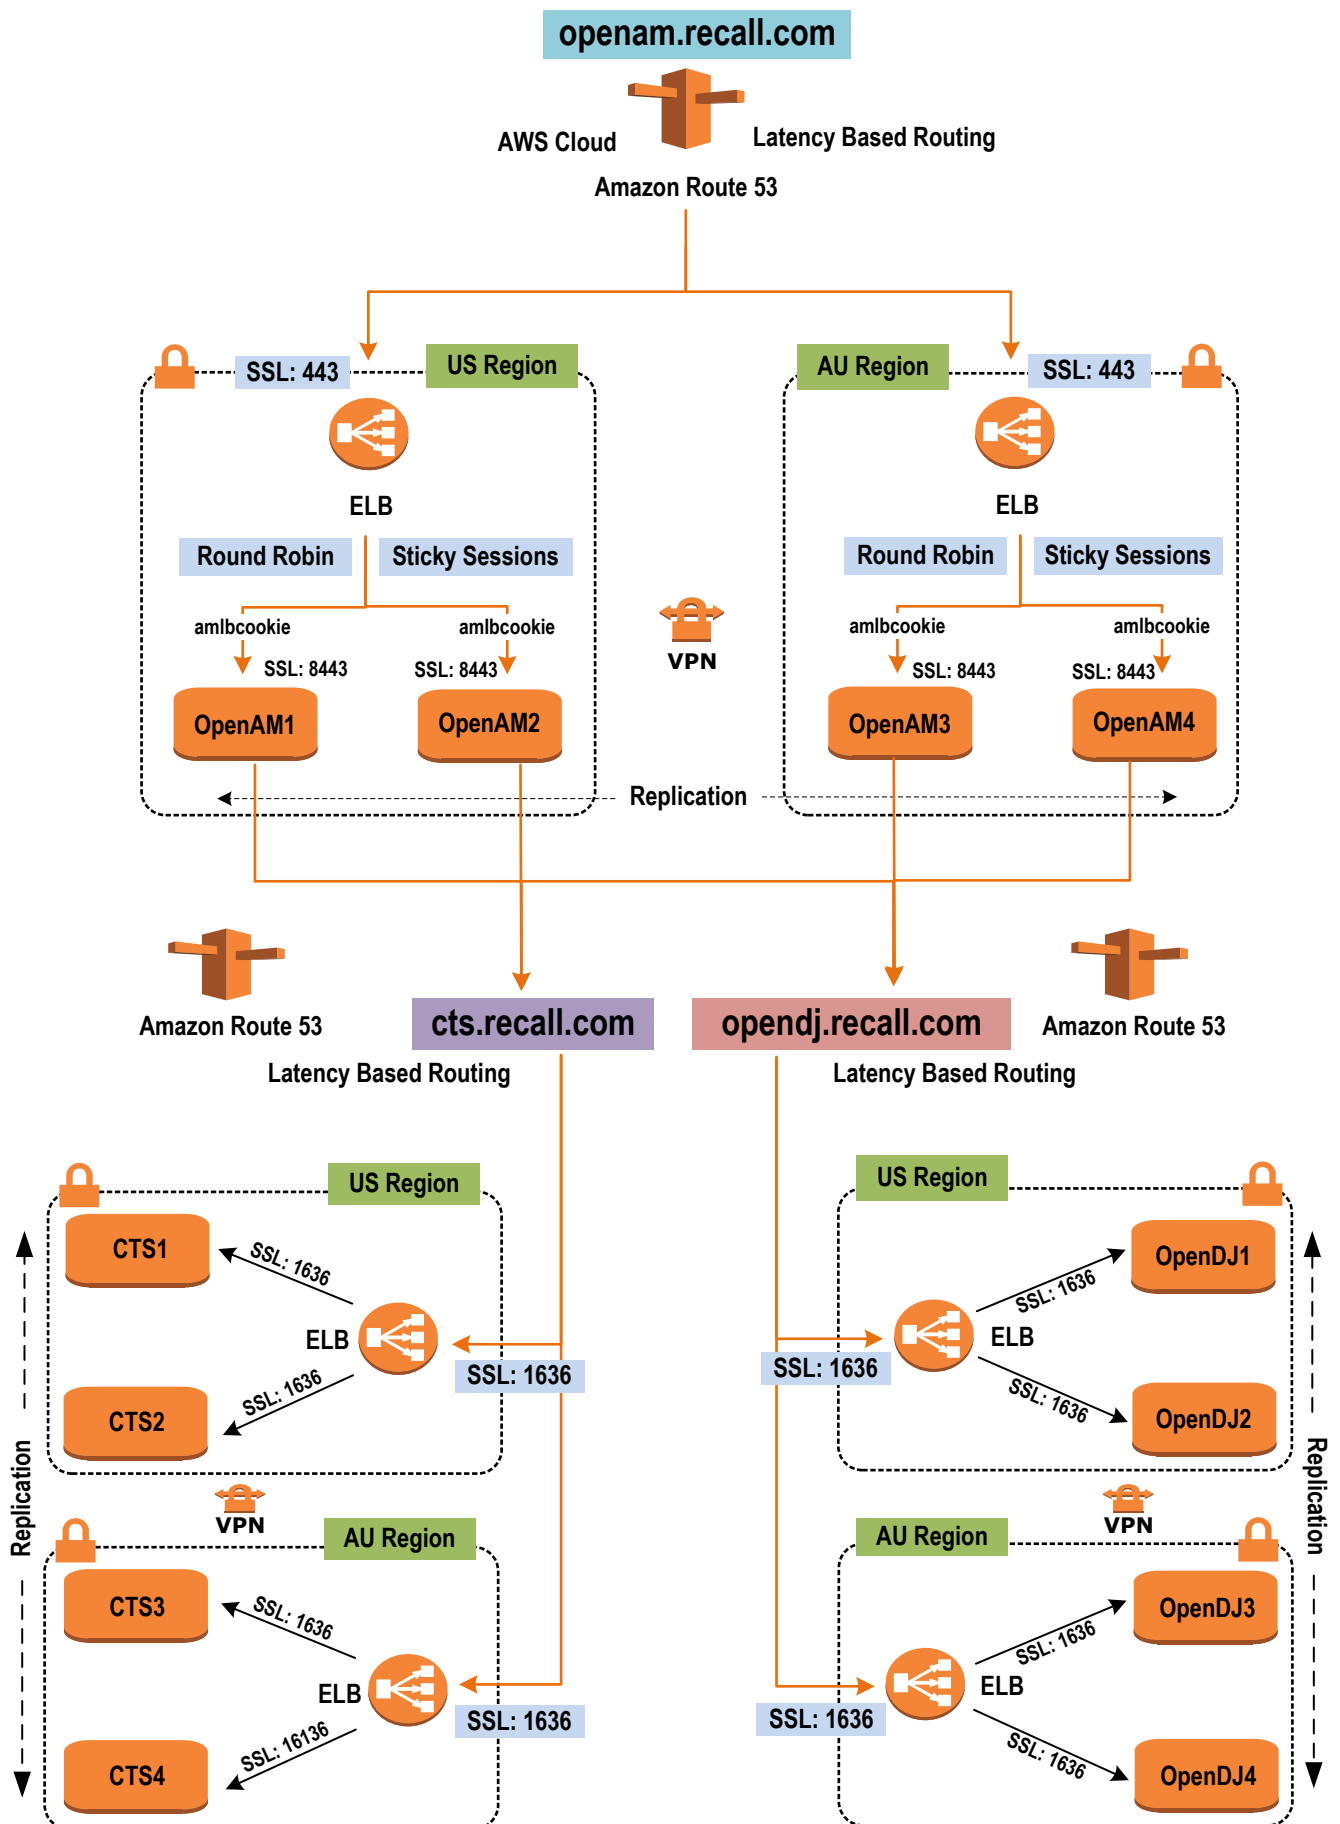 openam.recall.com
AWS Cloud
Latency Based Routing
Amazon Route 53
SSL: 443
US Region
AU Region
SSL: 443
ELB
ELB
Round Robin
Sticky Sessions
Round Robin
Sticky Sessions
amlbcookie
amlbcookie
VPN
amlbcookie
amlbcookie
SSL: 8443
SSL: 8443
SSL: 8443
SSL: 8443
OpenAM1
OpenAM2
OpenAM3
OpenAM4
Replication
Amazon Route 53
cts.recall.com
opendj.recall.com
Amazon Route 53
Latency Based Routing
Latency Based Routing
US Region
US Region
CTS1
SSL: 1636
ELB
SSL: 1636
SSL: 1636
CTS2
OpenDJ1
SSL: 1636
ELB
SSL: 1636
SSL: 1636
OpenDJ2
Replication
Replication
VPN
VPN
AU Region
AU Region
CTS3
SSL: 1636
ELB
SSL: 1636
SSL: 16136
CTS4
OpenDJ3
SSL: 1636
ELB
SSL: 1636
SSL: 1636
OpenDJ4